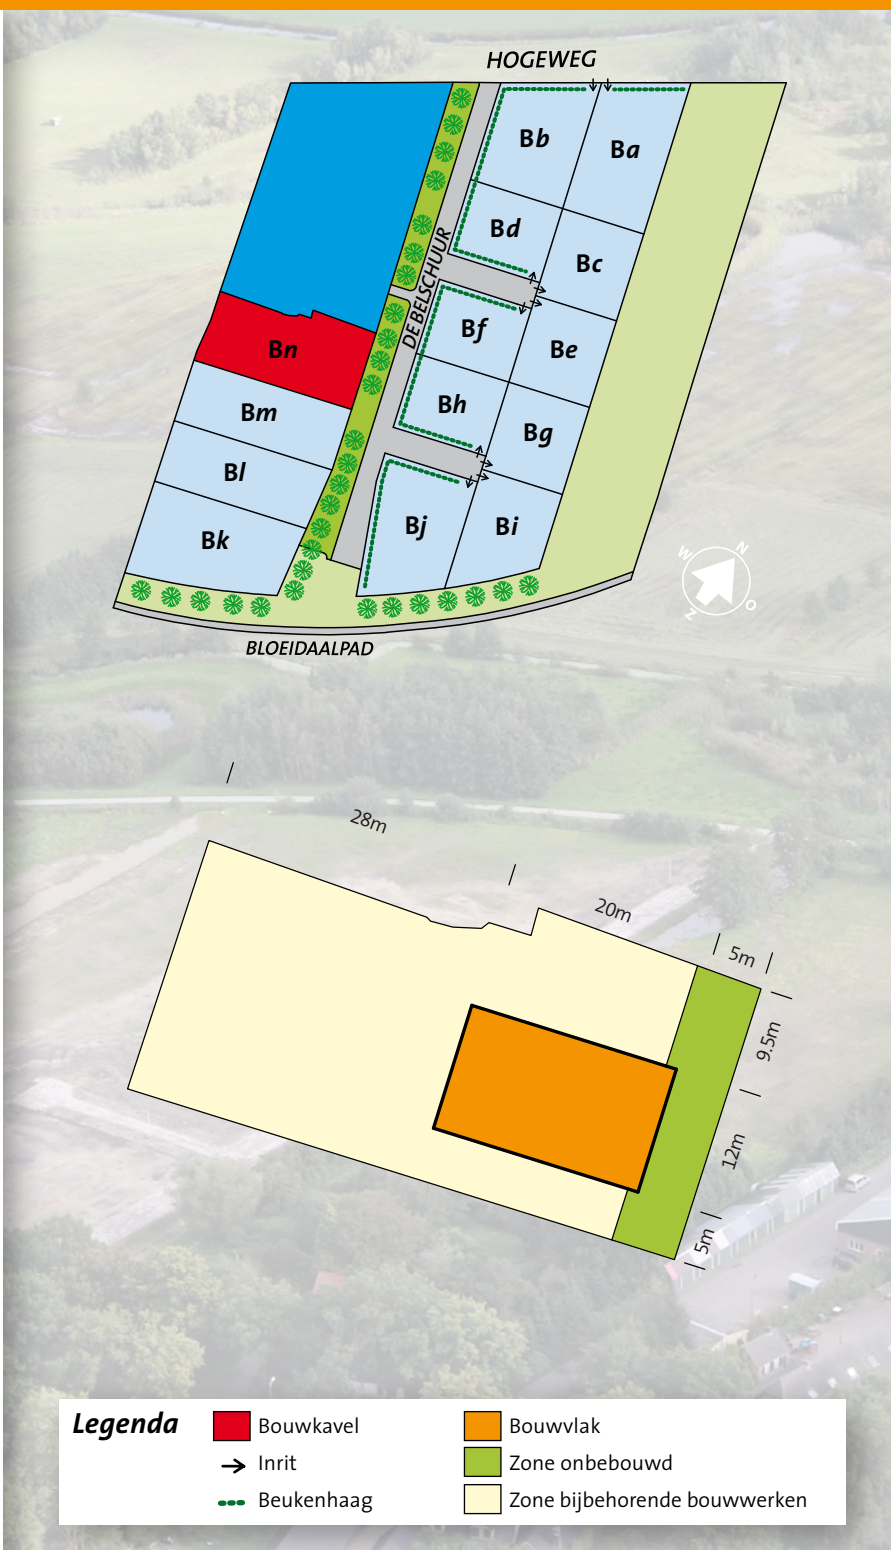 HOGEWEG
Bb
Ba
Bd
Bc
DE BELSCHUUR
Bf
Be
Bn
Bh
Bm
Bg
Bl
Bj
Bi
Bk
W
N
Z
O
BLOEIDAALPAD
28m
20m
5m
9.5m
12m
5m
Legenda
Bouwkavel
Bouwvlak
Inrit
Zone onbebouwd
Beukenhaag
Zone bijbehorende bouwwerken